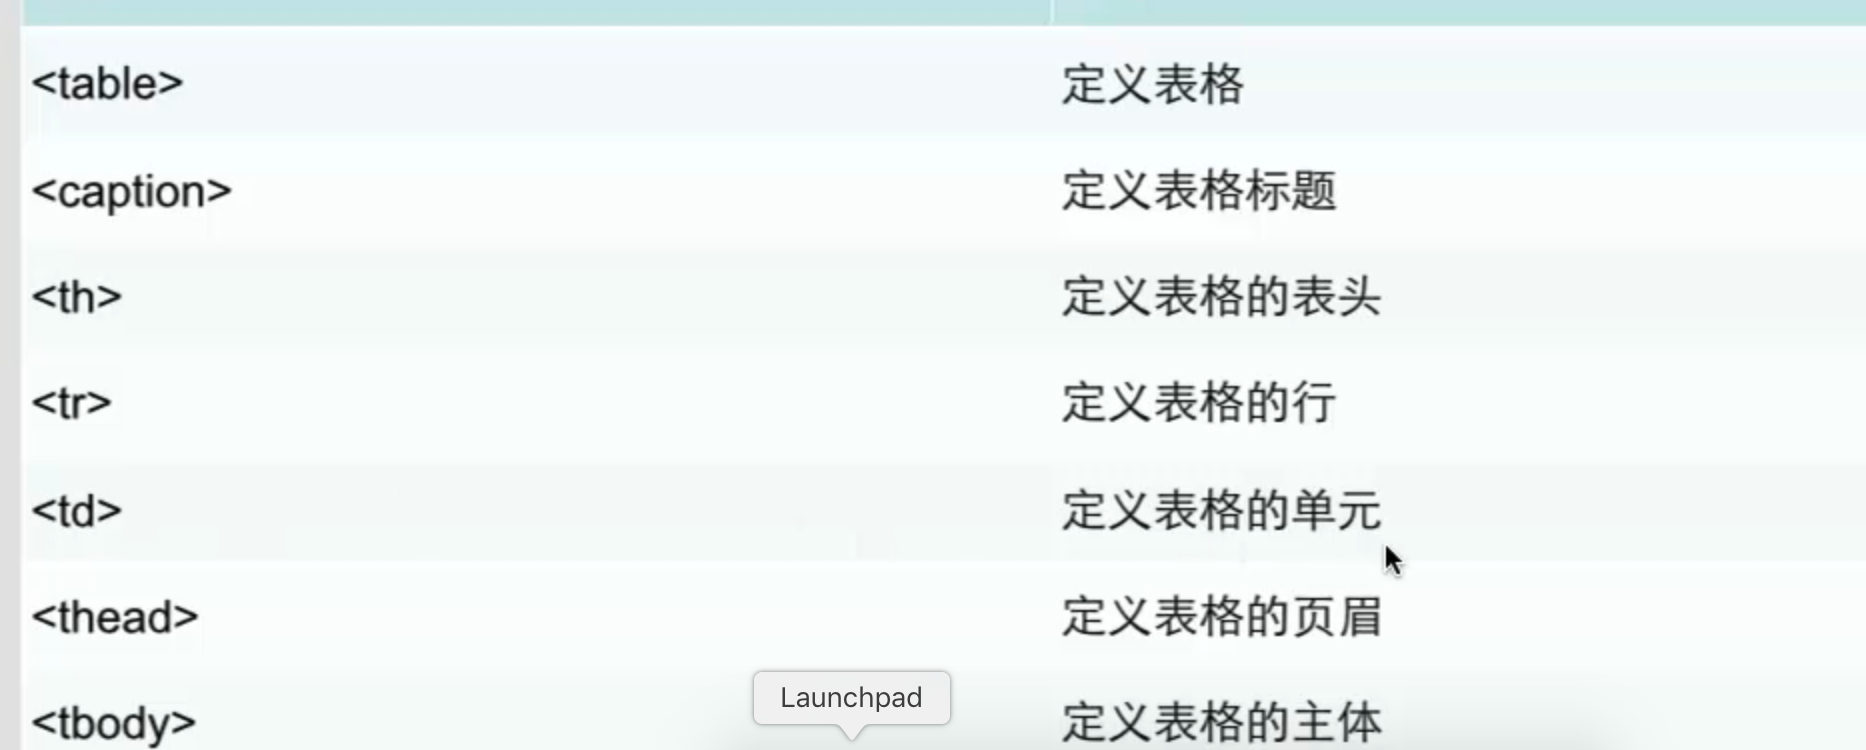 <table> 定义表格
<caption> 定义表格标题
<th> 定义表格的表头
<tr> 定义表格的行
<td> 定义表格的单元
<thead> 定义表格的页眉
Launchpad
<tbody> 定义表格的主体